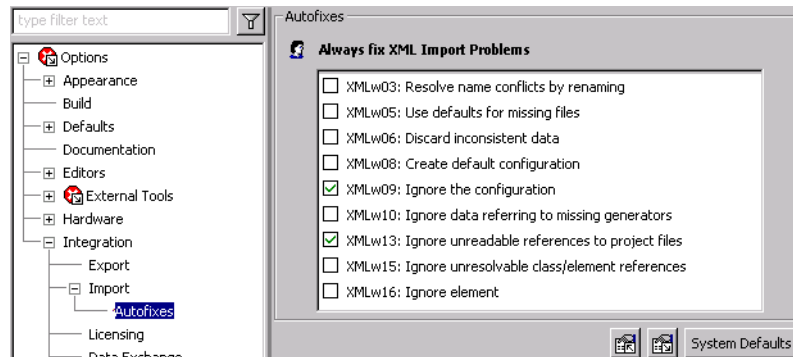 type filter text
Options
Appearance
Build
Defaults
Documentation
Editors
External Tools
Hardware
Integration
Export
Import
Autofixes
Licensing
Data Exchange
Autofixes
Always fix XML Import Problems
XMLw03: Resolve name conflicts by renaming
XMLw05: Use defaults for missing files
XMLw06: Discard inconsistent data
XMLw08: Create default configuration
XMLw09: Ignore the configuration
XMLw10: Ignore data referring to missing generators
XMLw13: Ignore unreadable references to project files
XMLw15: Ignore unresolvable class/element references
XMLw16: Ignore element
System Defaults